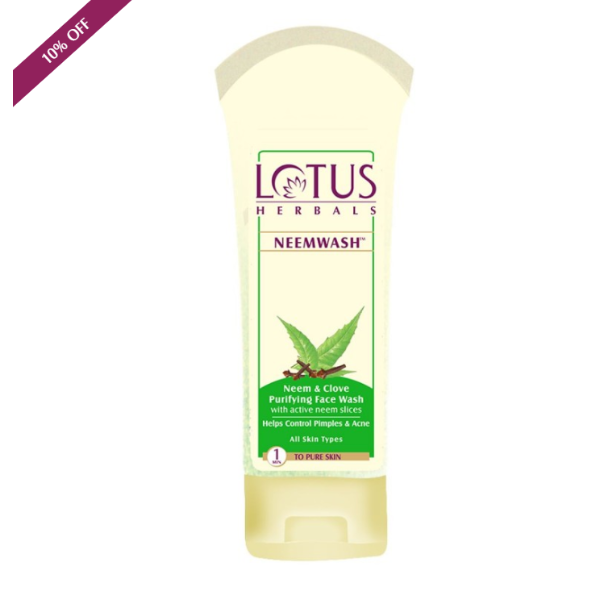 10% OFF
LOTUS
HERBALS
NEEMWASH™
Neem & Clove
Purifying Face Wash
with active neem slices
Helps Control Pimples & Acne
All Skin Types
1
MIN.
TO PURE SKIN